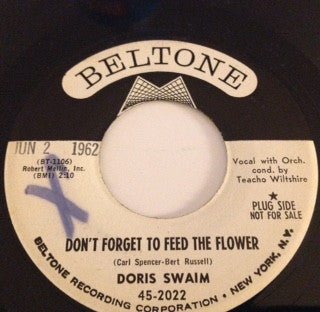 BELTONE
JUN 2 1962
(BT-1106)
Robert Mellin, Inc.
(BMI) 2:10
Vocal with Orch.
cond. by
Teacho Wiltshire
★
PLUG SIDE
NOT FOR SALE
DON'T FORGET TO FEED THE FLOWER
(Carl Spencer-Bert Russell)
DORIS SWAIM
45-2022
BELTONE RECORDING CORPORATION • NEW YORK, N.Y.